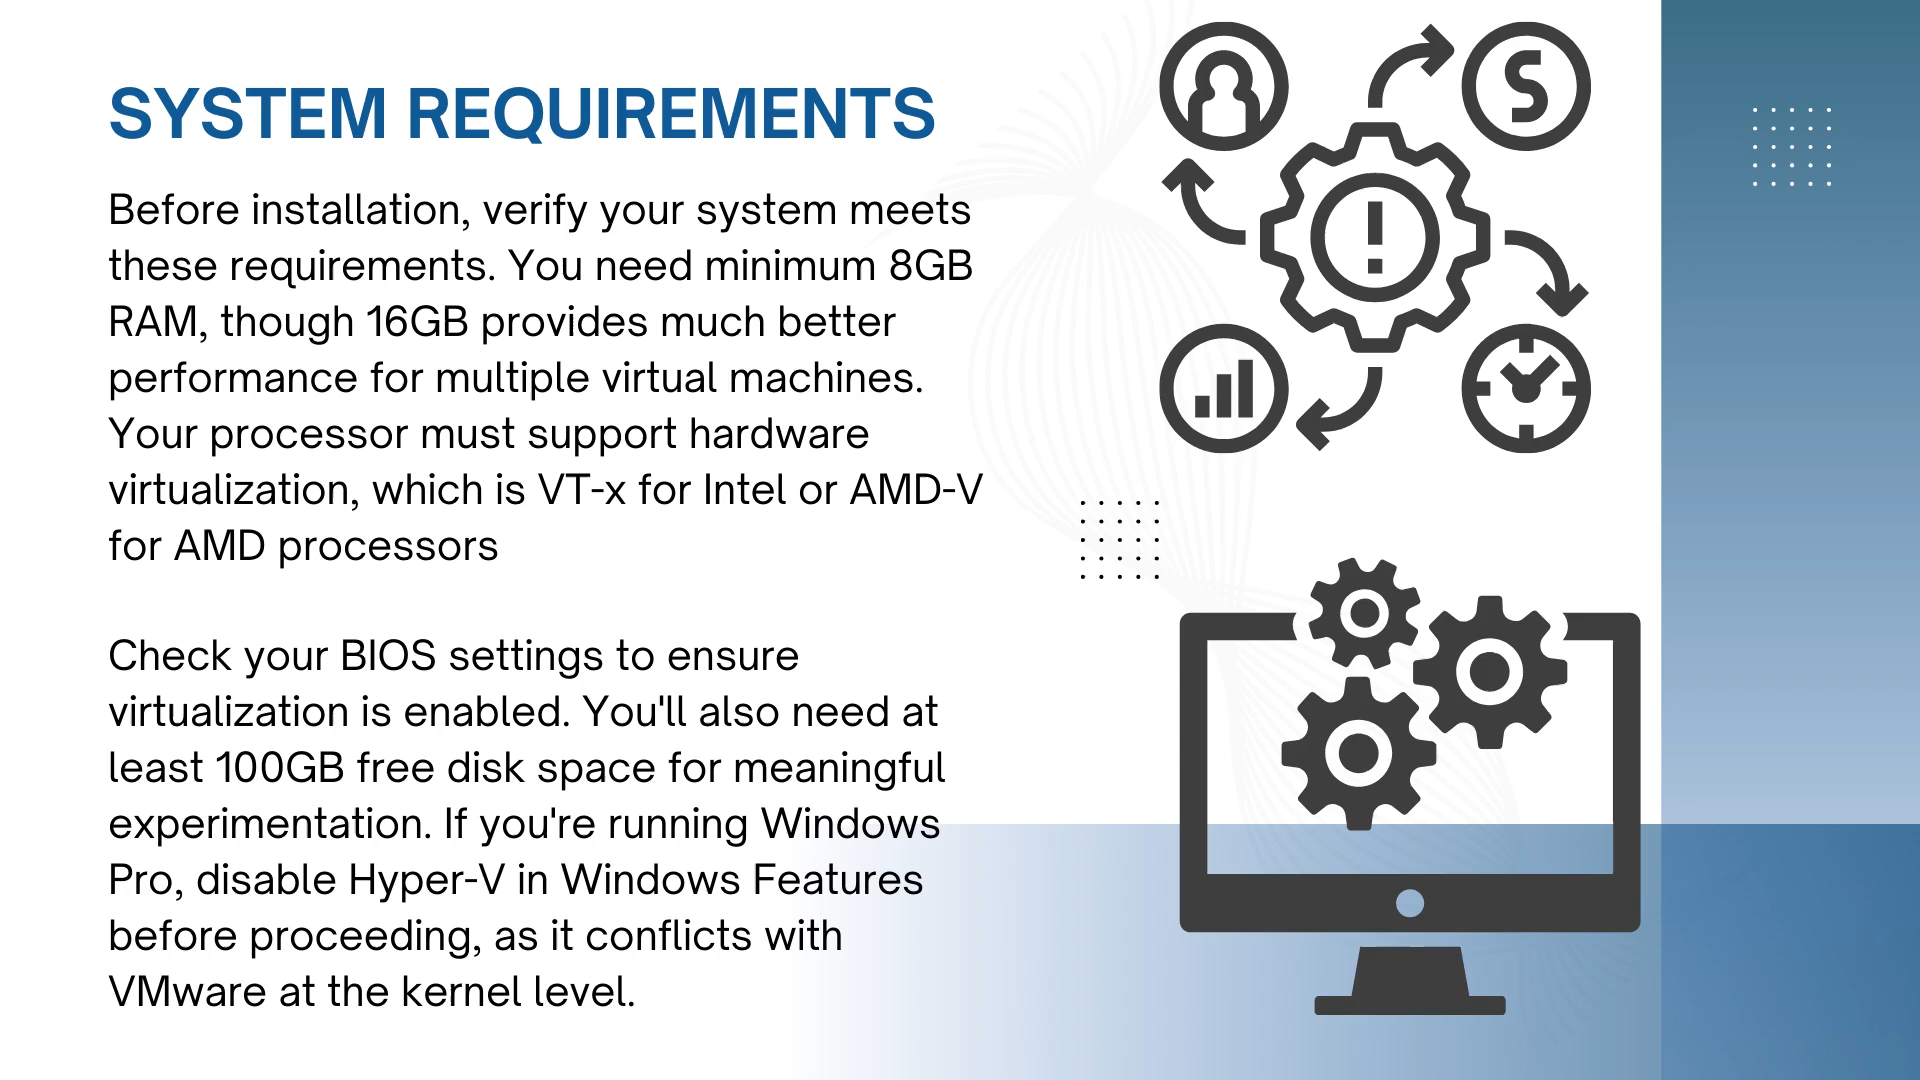 SYSTEM REQUIREMENTS
Before installation, verify your system meets
these requirements. You need minimum 8GB
RAM, though 16GB provides much better
performance for multiple virtual machines.
Your processor must support hardware
virtualization, which is VT-x for Intel or AMD-V
for AMD processors
Check your BIOS settings to ensure
virtualization is enabled. You'll also need at
least 100GB free disk space for meaningful
experimentation. If you're running Windows
Pro, disable Hyper-V in Windows Features
before proceeding, as it conflicts with
VMware at the kernel level.